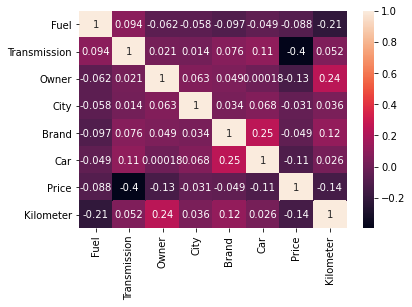 Fuel 1 0.094 -0.062 -0.058 -0.097 -0.049 -0.088 -0.21
Transmission 0.094 1 0.021 0.014 0.076 0.11 -0.4 0.052
Owner -0.062 0.021 1 0.063 0.049 0.00018 -0.13 0.24
City -0.058 0.014 0.063 1 0.034 0.068 -0.031 0.036
Brand -0.097 0.076 0.049 0.034 1 0.25 -0.049 0.12
Car -0.049 0.11 0.00018 0.068 0.25 1 -0.11 0.026
Price -0.088 -0.4 -0.13 -0.031 -0.049 -0.11 1 -0.14
Kilometer -0.21 0.052 0.24 0.036 0.12 0.026 -0.14 1
Fuel Transmission Owner City Brand Car Price Kilometer
1.0
0.8
0.6
0.4
0.2
0.0
−0.2